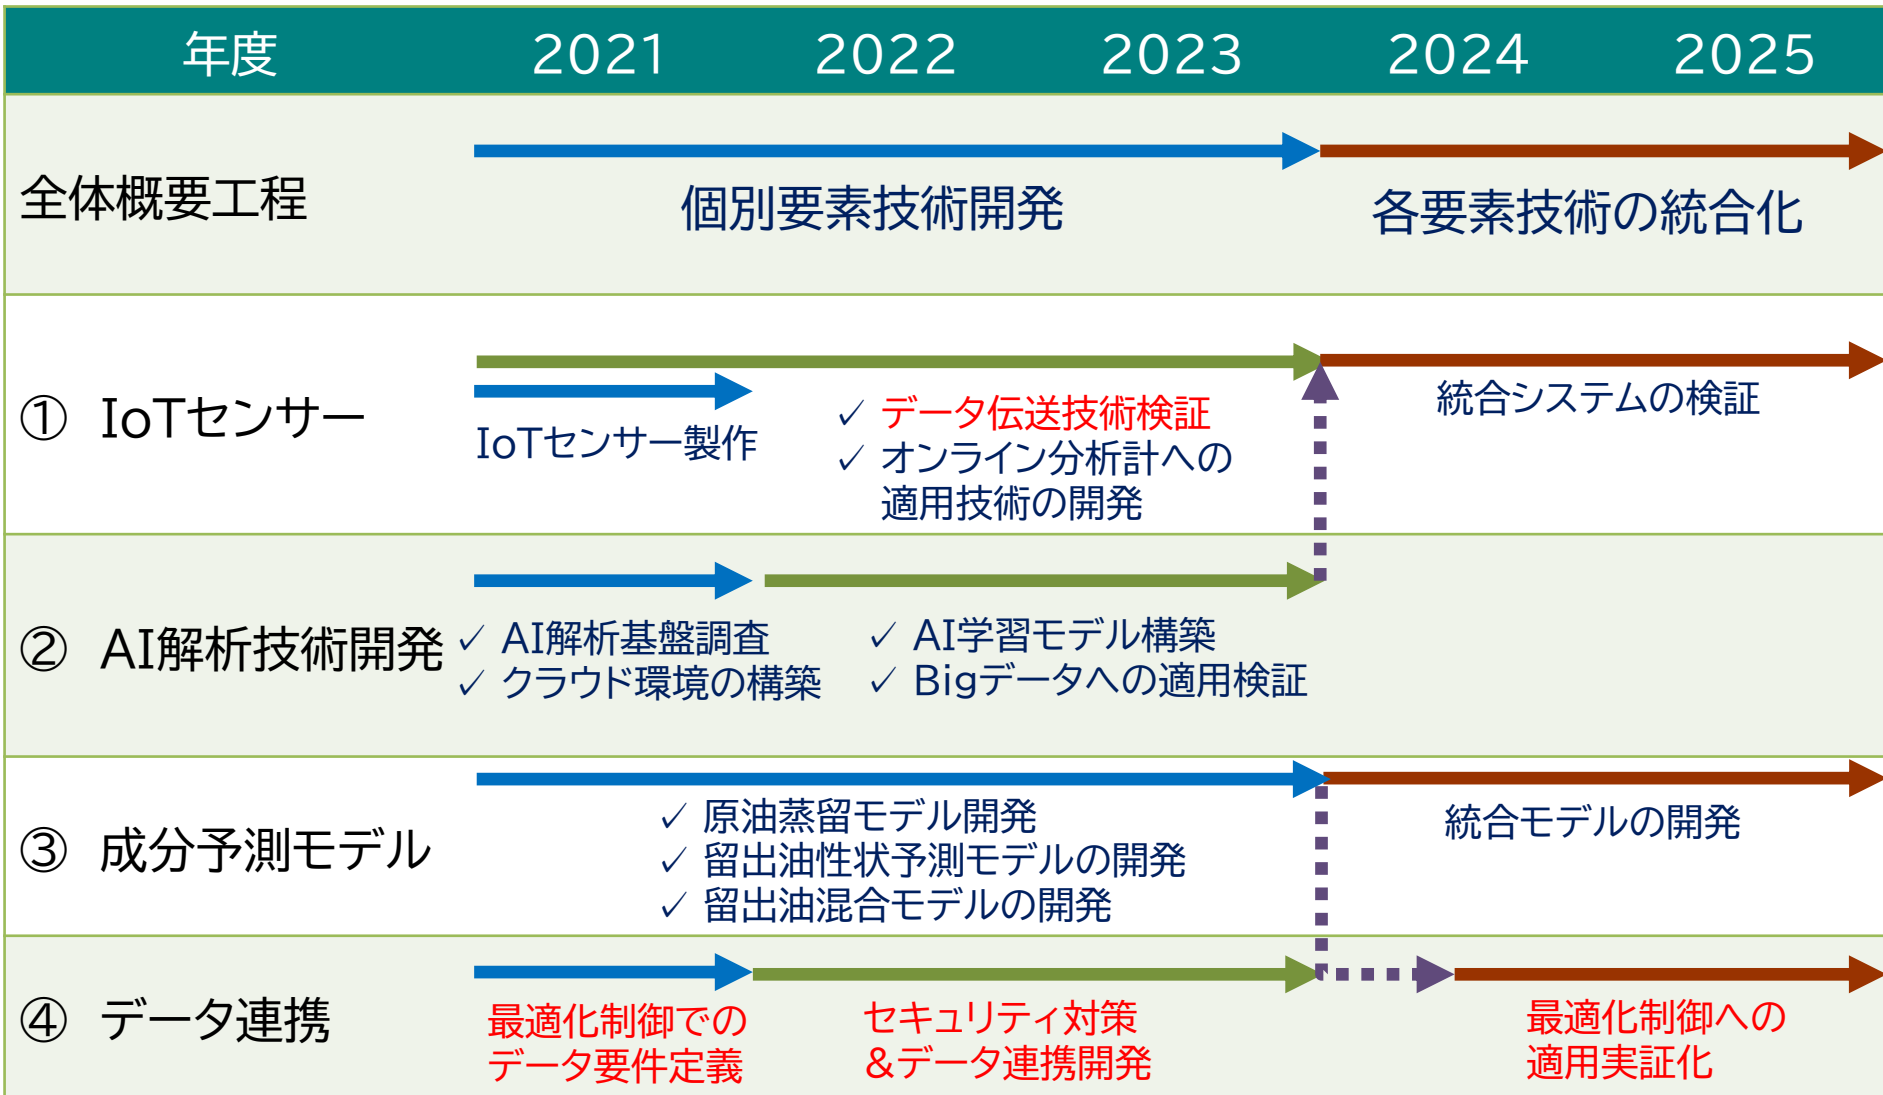 年度 2021 2022 2023 2024 2025
全体概要工程
個別要素技術開発
各要素技術の統合化
① IoTセンサー
IoTセンサー製作
✓ データ伝送技術検証
✓ オンライン分析計への
適用技術の開発
統合システムの検証
② AI解析技術開発
✓ AI解析基盤調査
✓ クラウド環境の構築
✓ AI学習モデル構築
✓ Bigデータへの適用検証
③ 成分予測モデル
✓ 原油蒸留モデル開発
✓ 留出油性状予測モデルの開発
✓ 留出油混合モデルの開発
統合モデルの開発
④ データ連携
最適化制御での
データ要件定義
セキュリティ対策
&データ連携開発
最適化制御への
適用実証化